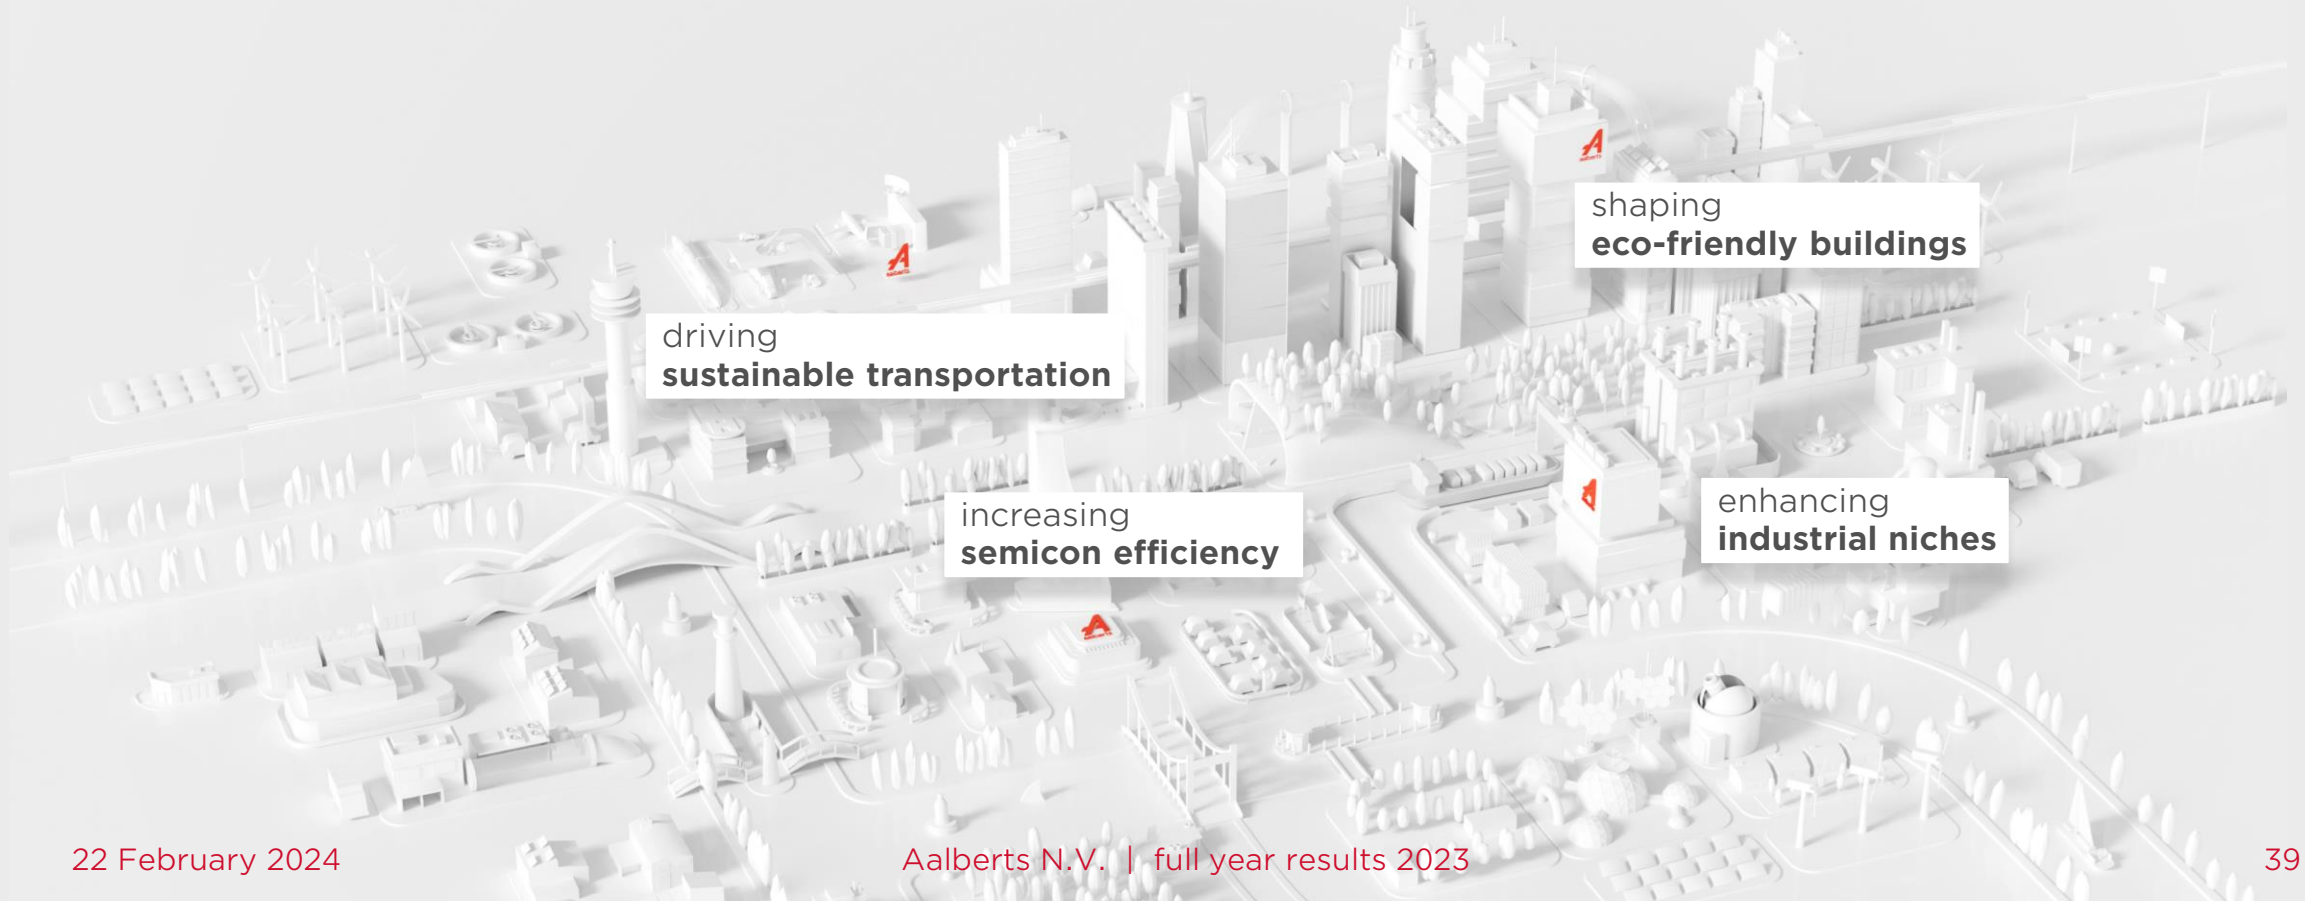 shaping
eco-friendly buildings
driving
sustainable transportation
increasing
semicon efficiency
enhancing
industrial niches
22 February 2024
Aalberts N.V. | full year results 2023
39